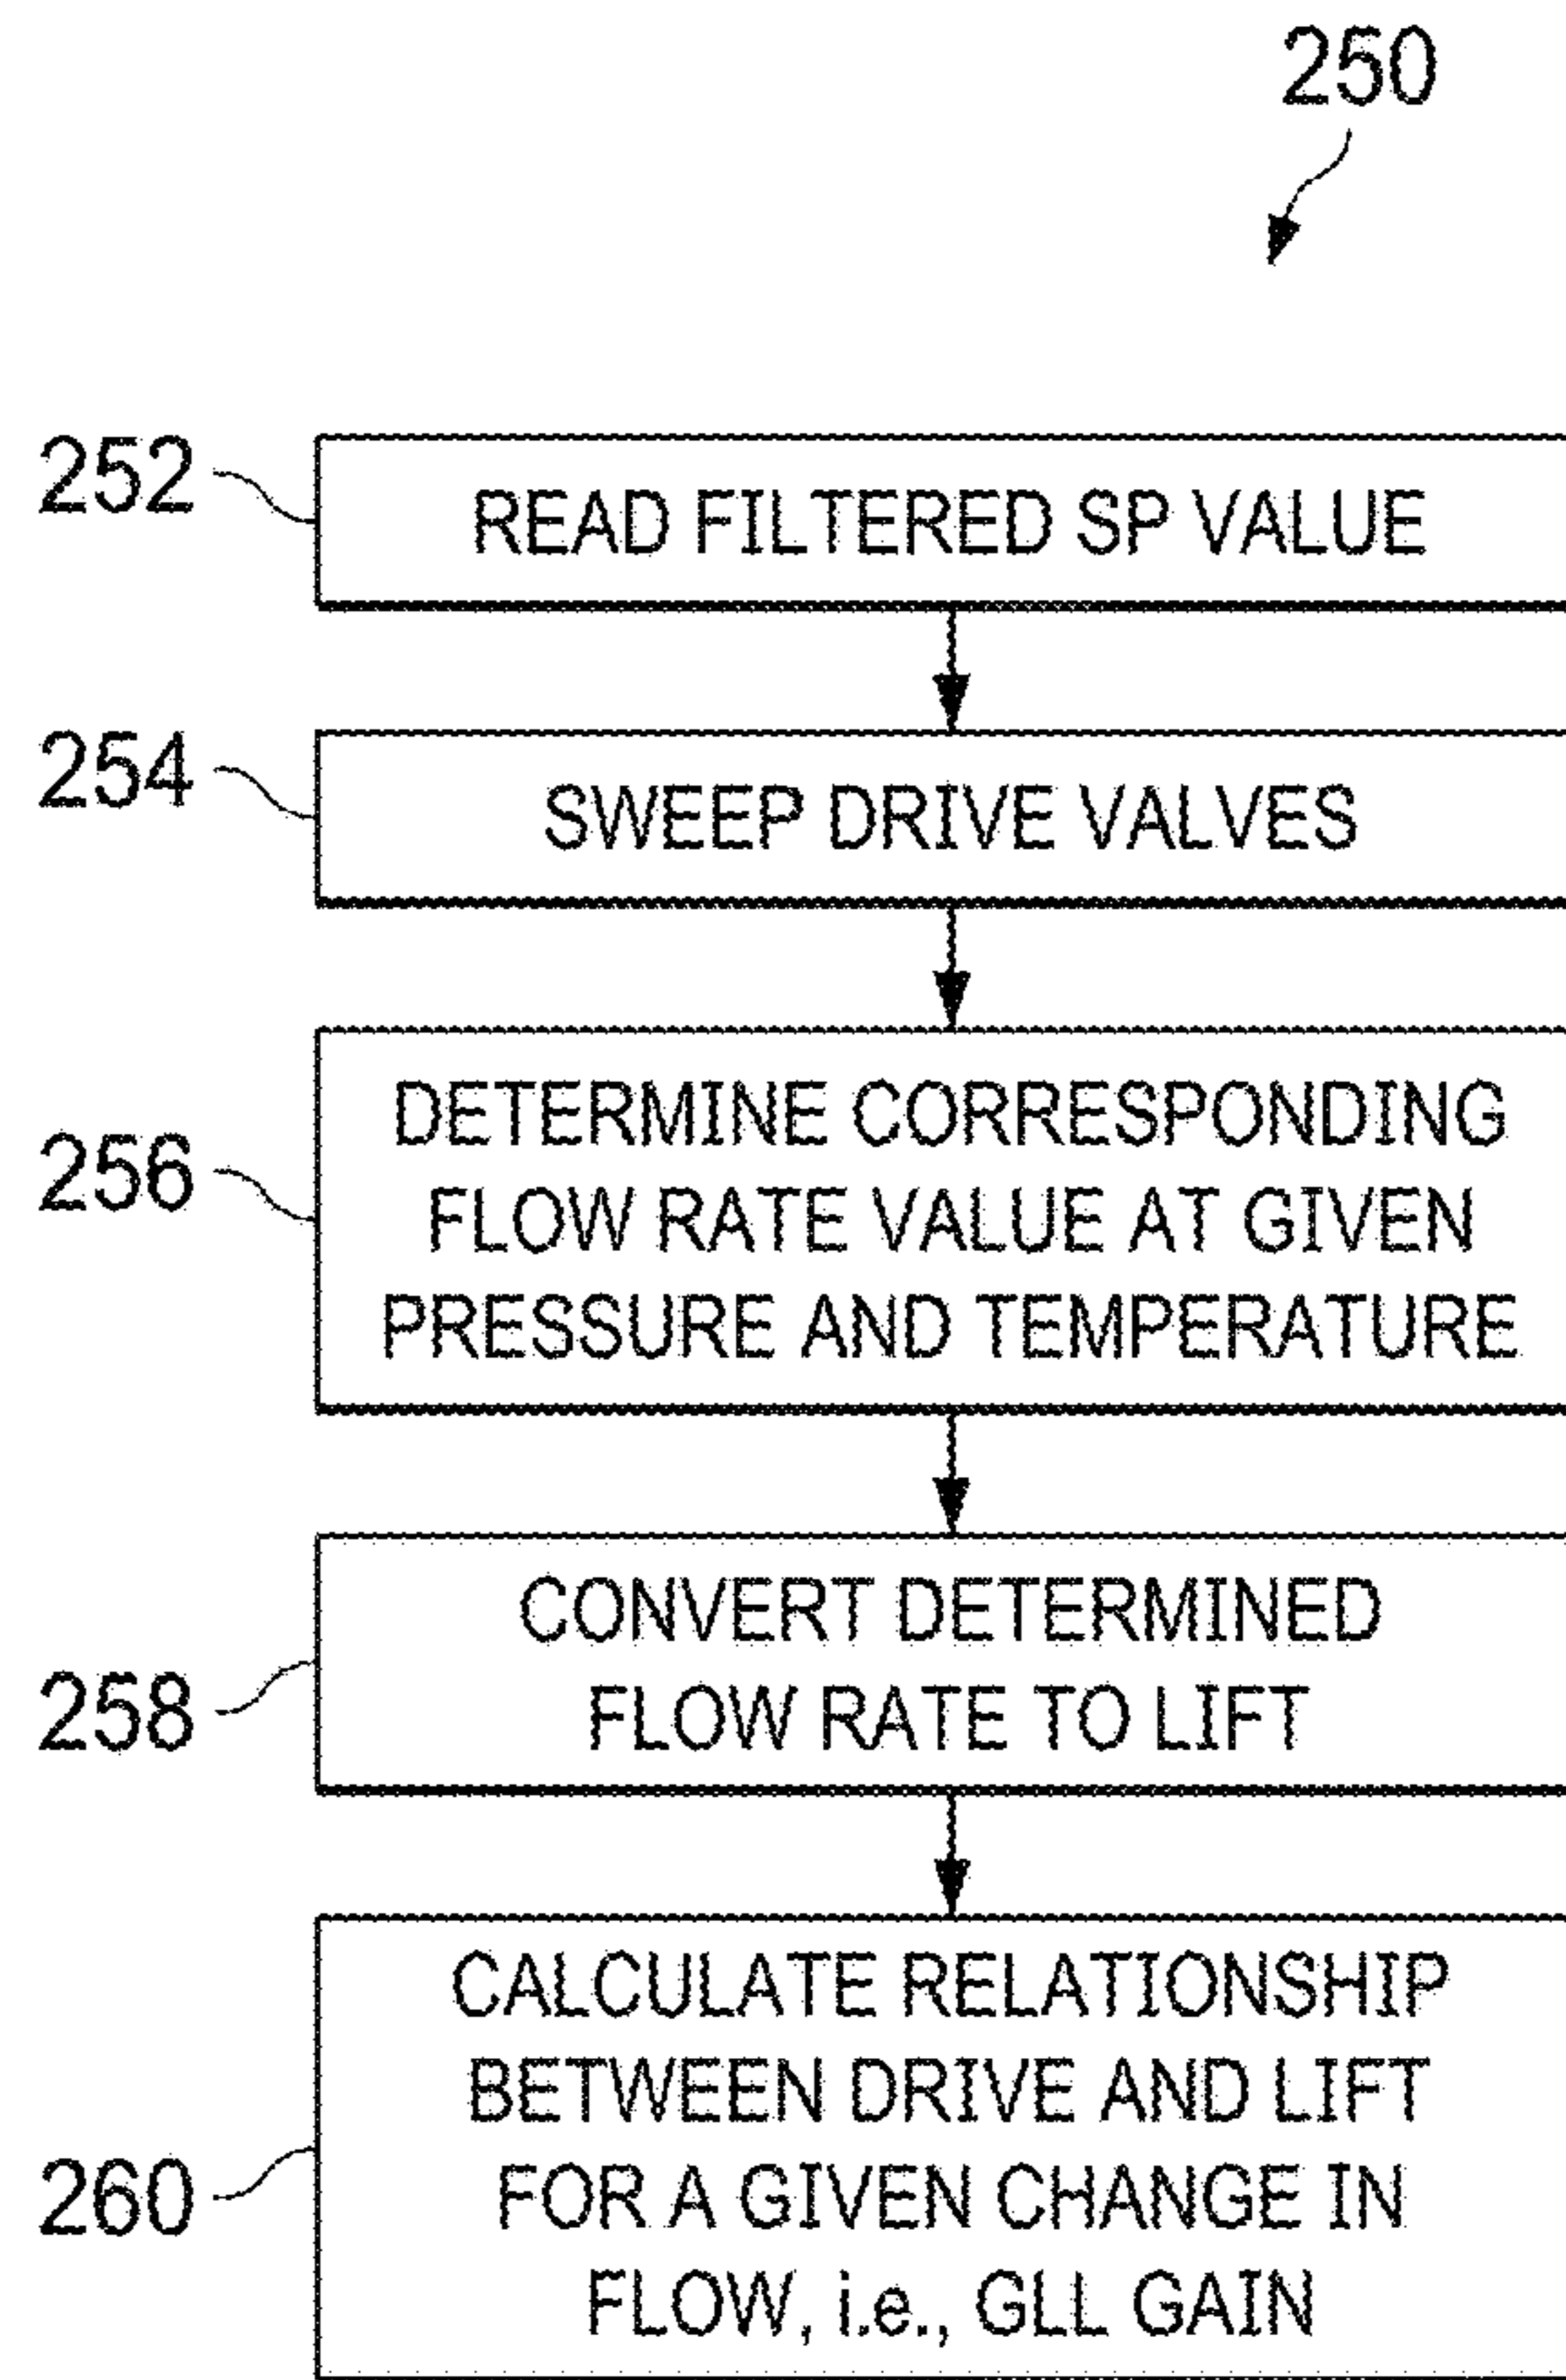 250
252
READ FILTERED SP VALUE
254
SWEEP DRIVE VALVES
256
DETERMINE CORRESPONDING
FLOW RATE VALUE AT GIVEN
PRESSURE AND TEMPERATURE
258
CONVERT DETERMINED
FLOW RATE TO LIFT
260
CALCULATE RELATIONSHIP
BETWEEN DRIVE AND LIFT
FOR A GIVEN CHANGE IN
FLOW, i.e., GLL GAIN